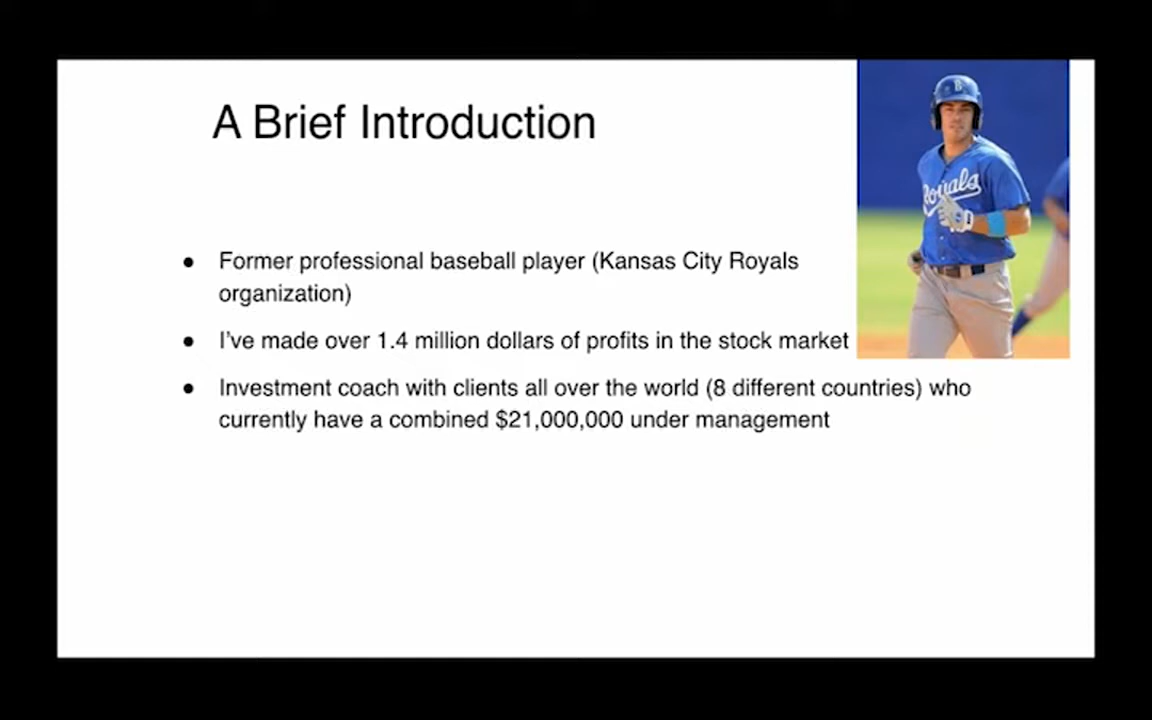 A Brief Introduction
● Former professional baseball player (Kansas City Royals
organization)
● I've made over 1.4 million dollars of profits in the stock market
● Investment coach with clients all over the world (8 different countries) who
currently have a combined $21,000,000 under management
B
Royals